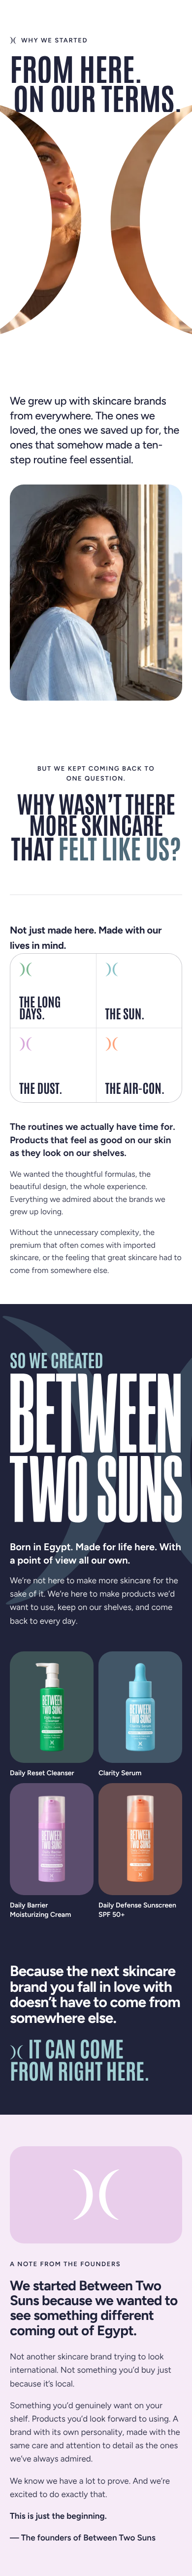 WHY WE STARTED
FROM HERE.
ON OUR TERMS.
We grew up with skincare brands
from everywhere. The ones we
loved, the ones we saved up for, the
ones that somehow made a ten-
step routine feel essential.
BUT WE KEPT COMING BACK TO
ONE QUESTION.
WHY WASN'T THERE
MORE SKINCARE
THAT FELT LIKE US?
Not just made here. Made with our
lives in mind.
THE LONG
DAYS.
THE SUN.
THE DUST.
THE AIR-CON.
The routines we actually have time for.
Products that feel as good on our skin
as they look on our shelves.
We wanted the thoughtful formulas, the
beautiful design, the whole experience.
Everything we admired about the brands we
grew up loving.
Without the unnecessary complexity, the
premium that often comes with imported
skincare, or the feeling that great skincare had to
come from somewhere else.
SO WE CREATED
BETWEEN
TWO SUNS
Born in Egypt. Made for life here. With
a point of view all our own.
We're not here to make more skincare for the
sake of it. We're here to make products we'd
want to use, keep on our shelves, and come
back to every day.
BETWEEN
TWO SUNS
Daily Reset
Cleanser
BETWEEN
TWO SUNS
Clarity Serum
Daily Reset Cleanser
Clarity Serum
BETWEEN
TWO SUNS
BETWEEN
TWO SUNS
Daily Barrier
Moisturizing Cream
Daily Defense Sunscreen
SPF 50+
Because the next skincare
brand you fall in love with
doesn't have to come from
somewhere else.
IT CAN COME
FROM RIGHT HERE.
A NOTE FROM THE FOUNDERS
We started Between Two
Suns because we wanted to
see something different
coming out of Egypt.
Not another skincare brand trying to look
international. Not something you'd buy just
because it's local.
Something you'd genuinely want on your
shelf. Products you'd look forward to using. A
brand with its own personality, made with the
same care and attention to detail as the ones
we've always admired.
We know we have a lot to prove. And we're
excited to do exactly that.
This is just the beginning.
— The founders of Between Two Suns